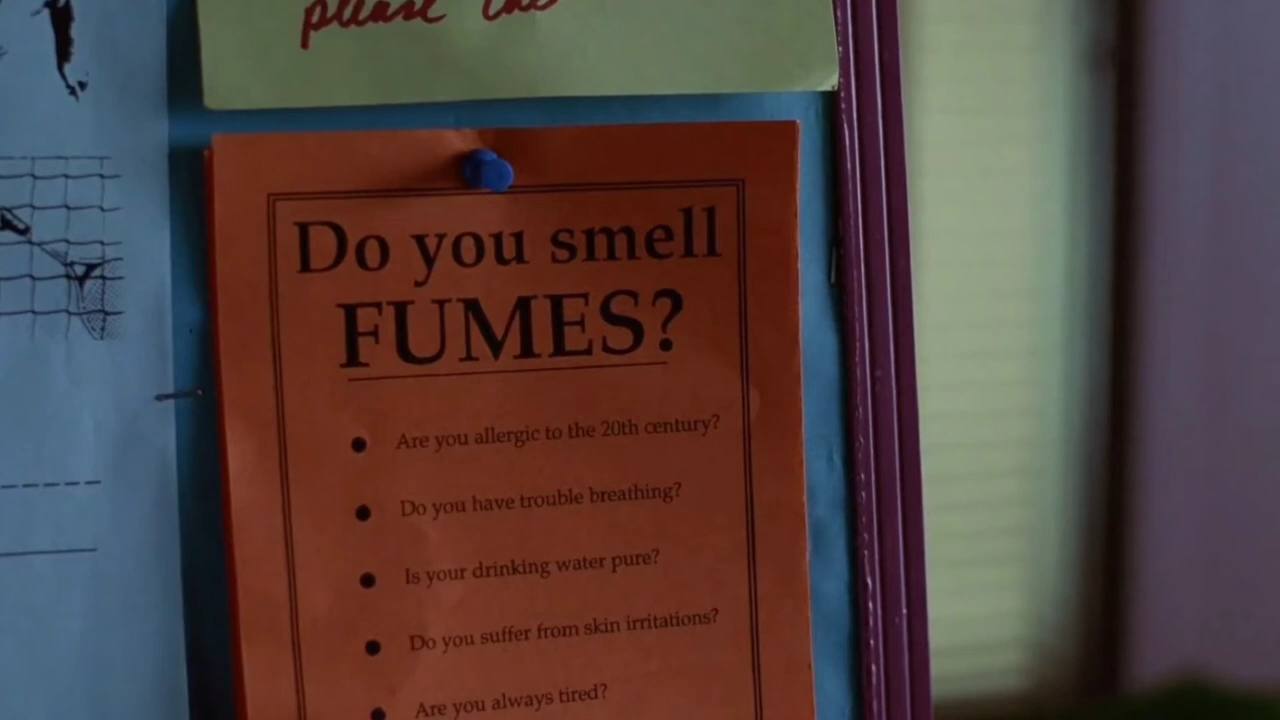 please
Do you smell
FUMES?
Are you allergic to the 20th century?
Do you have trouble breathing?
Is your drinking water pure?
Do you suffer from skin irritations?
Are you always tired?